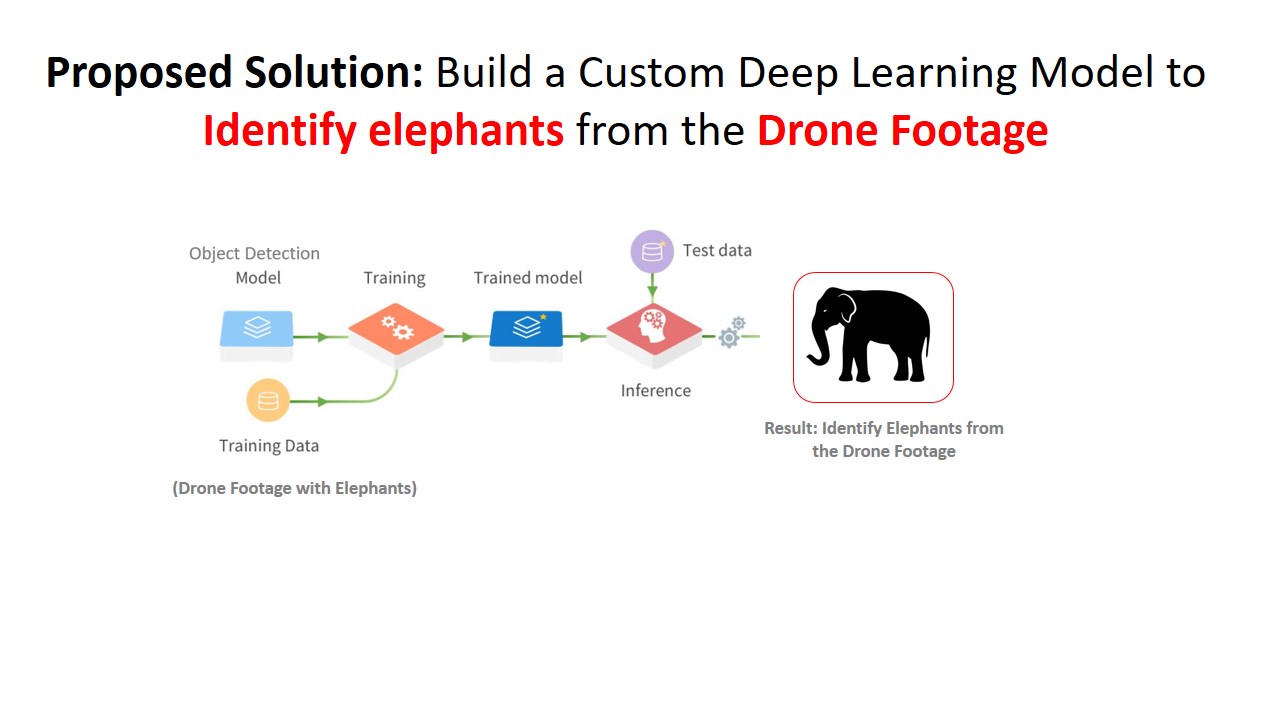 Proposed Solution: Build a Custom Deep Learning Model to
Identify elephants from the Drone Footage
Object Detection
Model
Training
Trained model
Test data
Inference
Training Data
(Drone Footage with Elephants)
Result: Identify Elephants from
the Drone Footage